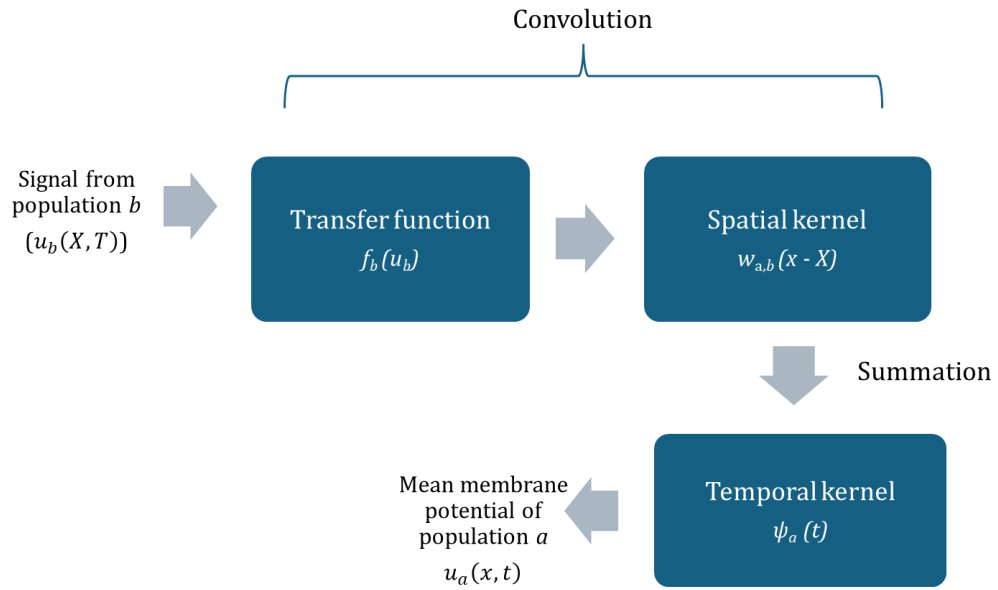 Convolution
Signal from
population b
(u_b(X, T))
Transfer function
f_b(u_b)
Spatial kernel
w_{a,b}(x - X)
Summation
Temporal kernel
ψ_a(t)
Mean membrane
potential of
population a
u_a(x, t)